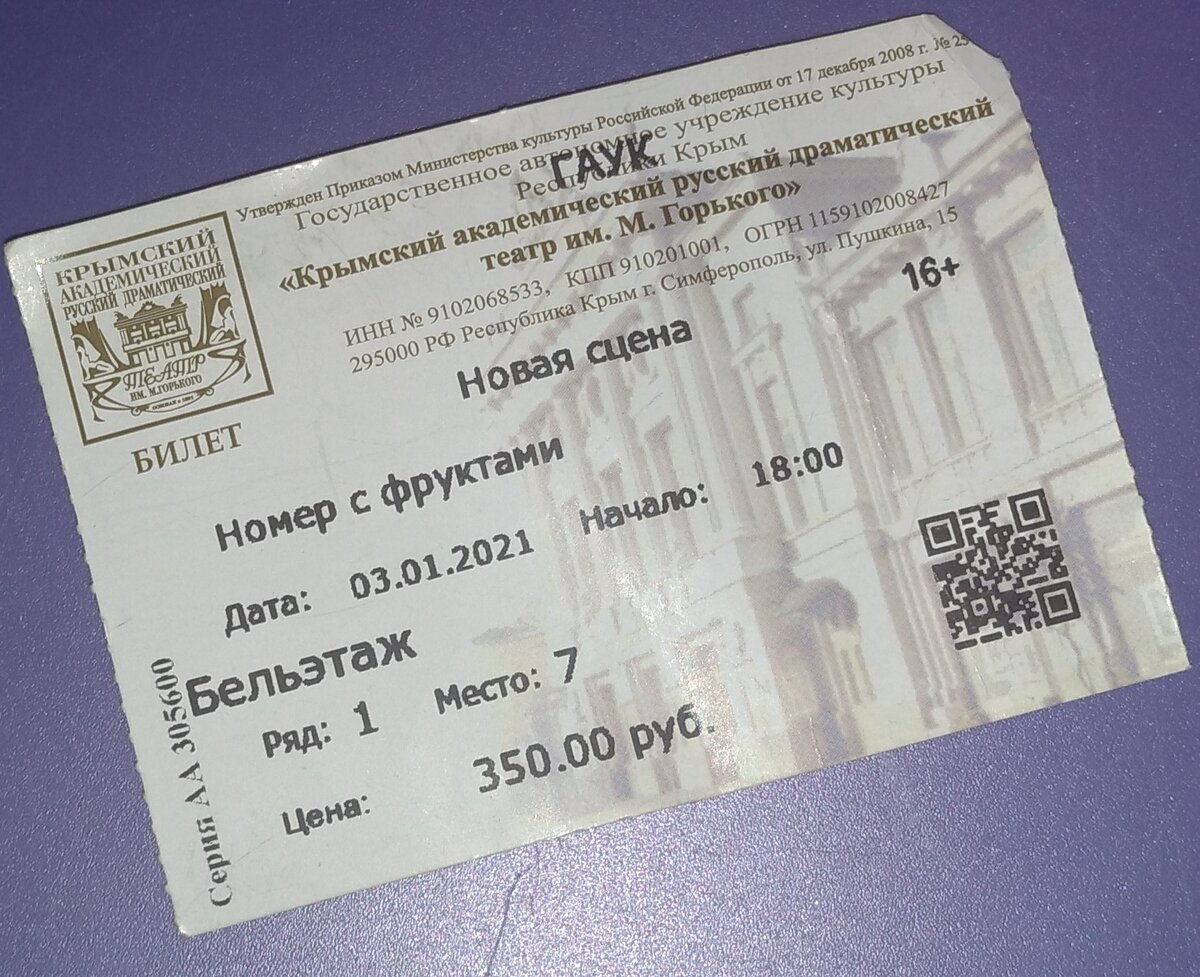 Утвержден Приказом Министерства культуры Российской Федерации от 17 декабря 2008 г. № 25
Государственное автономное учреждение культуры
Республики Крым
ГАУК
«Крымский академический русский драматический
театр им. М. Горького»
ИНН № 9102068533, КПП 910201001, ОГРН 1159102008427
295000 РФ Республика Крым г. Симферополь, ул. Пушкина, 15
КРЫМСКИЙ
АКАДЕМИЧЕСКИЙ
РУССКИЙ ДРАМАТИЧЕСКИЙ
ТЕАТР
ИМ. М.ГОРЬКОГО
БИЛЕТ
16+
Новая сцена
Номер с фруктами
Дата: 03.01.2021 Начало: 18:00
Бельэтаж
Ряд: 1 Место: 7
Цена: 350.00 руб.
Серия АА 305600